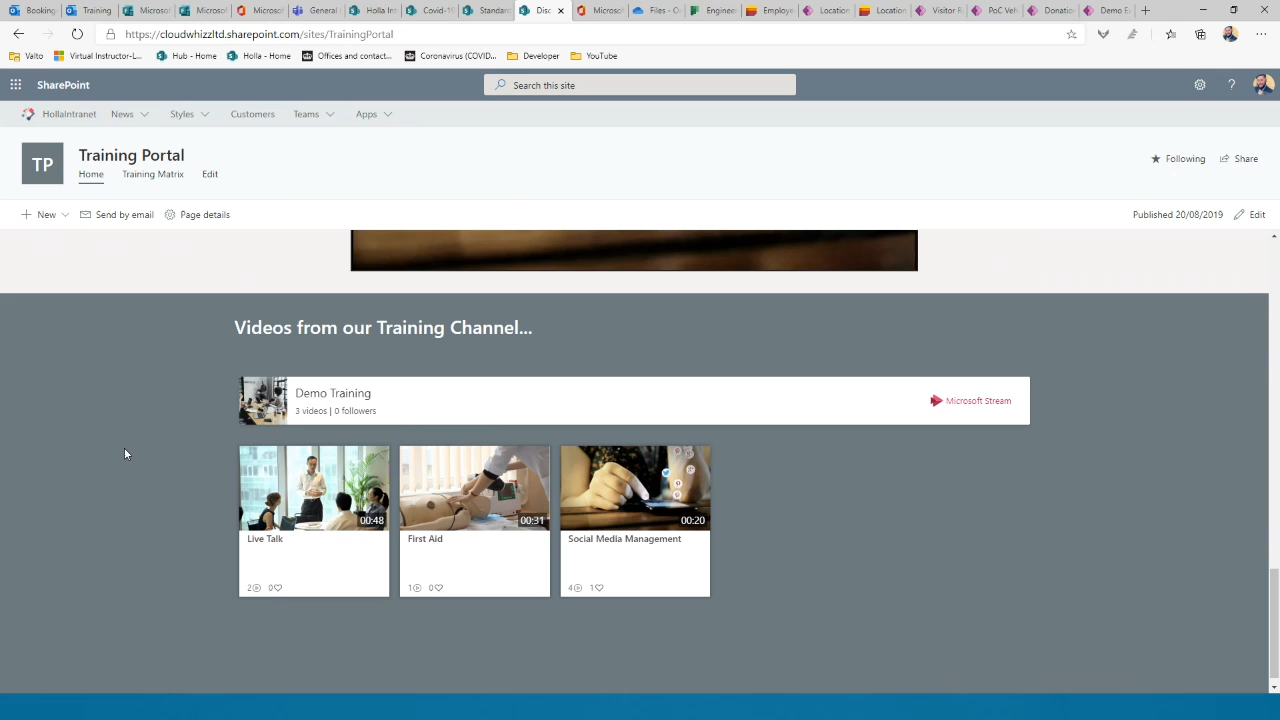 Booking
Training
Microsof
Microsof
Microsof
General
Holla Int
Covid-19
Standard
Disc
Microsof
Files - O
Engineer
Employe
Location
Location
Visitor R
PoC Veh
Donation
Demo Ea
https://cloudwhizzltd.sharepoint.com/sites/TrainingPortal
Valto
Virtual Instructor-L...
Hub - Home
Holla - Home
Offices and contact...
Coronavirus (COVID...
Developer
YouTube
SharePoint
Search this site
?
HollaIntranet
News
Styles
Customers
Teams
Apps
TP
Training Portal
Following
Share
Home
Training Matrix
Edit
New
Send by email
Page details
Published 20/08/2019
Edit
Videos from our Training Channel...
Demo Training
3 videos | 0 followers
Microsoft Stream
00:48
00:31
00:20
Live Talk
First Aid
Social Media Management
2 0
1 0
4 1